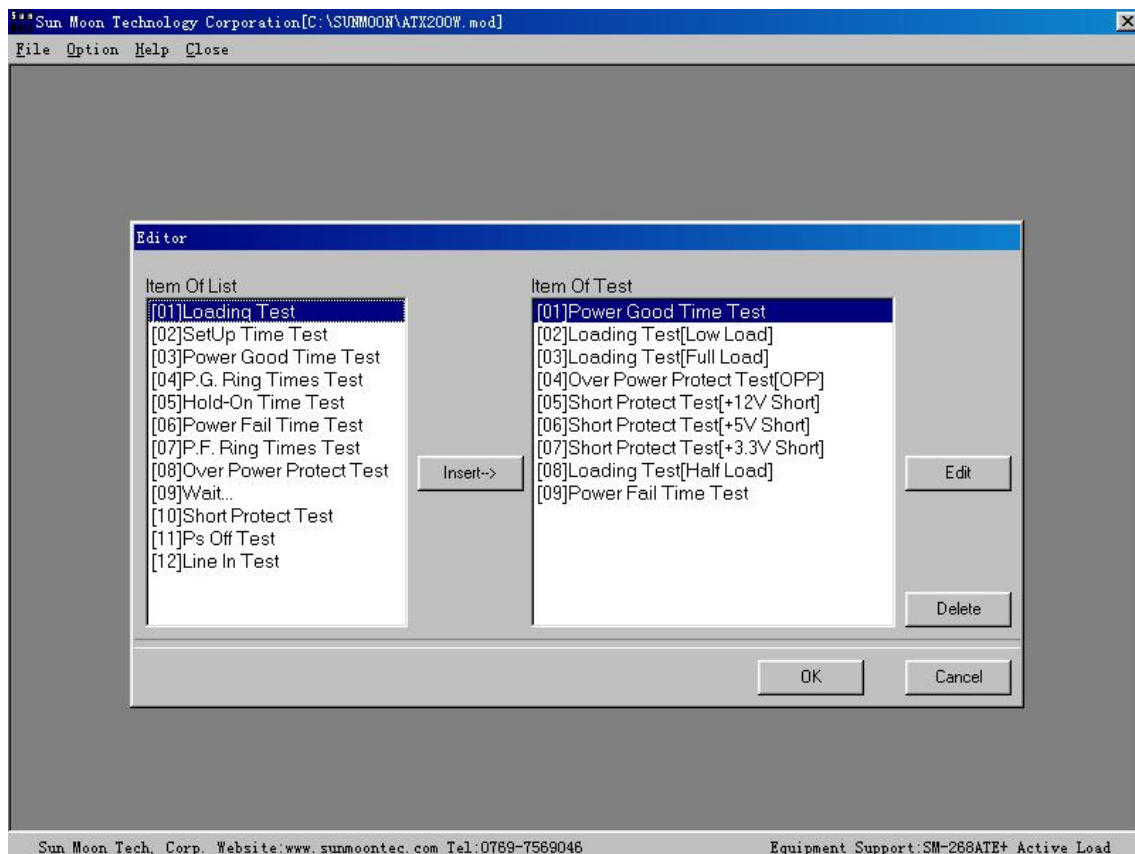 Sun Moon Technology Corporation[C:\SUNMOON\ATX200W.mod]
File Option Help Close
Editor
Item Of List
[01]Loading Test
[02]SetUp Time Test
[03]Power Good Time Test
[04]P.G. Ring Times Test
[05]Hold-On Time Test
[06]Power Fail Time Test
[07]P.F. Ring Times Test
[08]Over Power Protect Test
[09]Wait...
[10]Short Protect Test
[11]Ps Off Test
[12]Line In Test
Insert-->
Item Of Test
[01]Power Good Time Test
[02]Loading Test[Low Load]
[03]Loading Test[Full Load]
[04]Over Power Protect Test[OPP]
[05]Short Protect Test[+12V Short]
[06]Short Protect Test[+5V Short]
[07]Short Protect Test[+3.3V Short]
[08]Loading Test[Half Load]
[09]Power Fail Time Test
Edit
Delete
OK
Cancel
Sun Moon Tech, Corp. Website:www.sunmoontec.com Tel:0769-7569046
Equipment Support:SM-268ATE+ Active Load